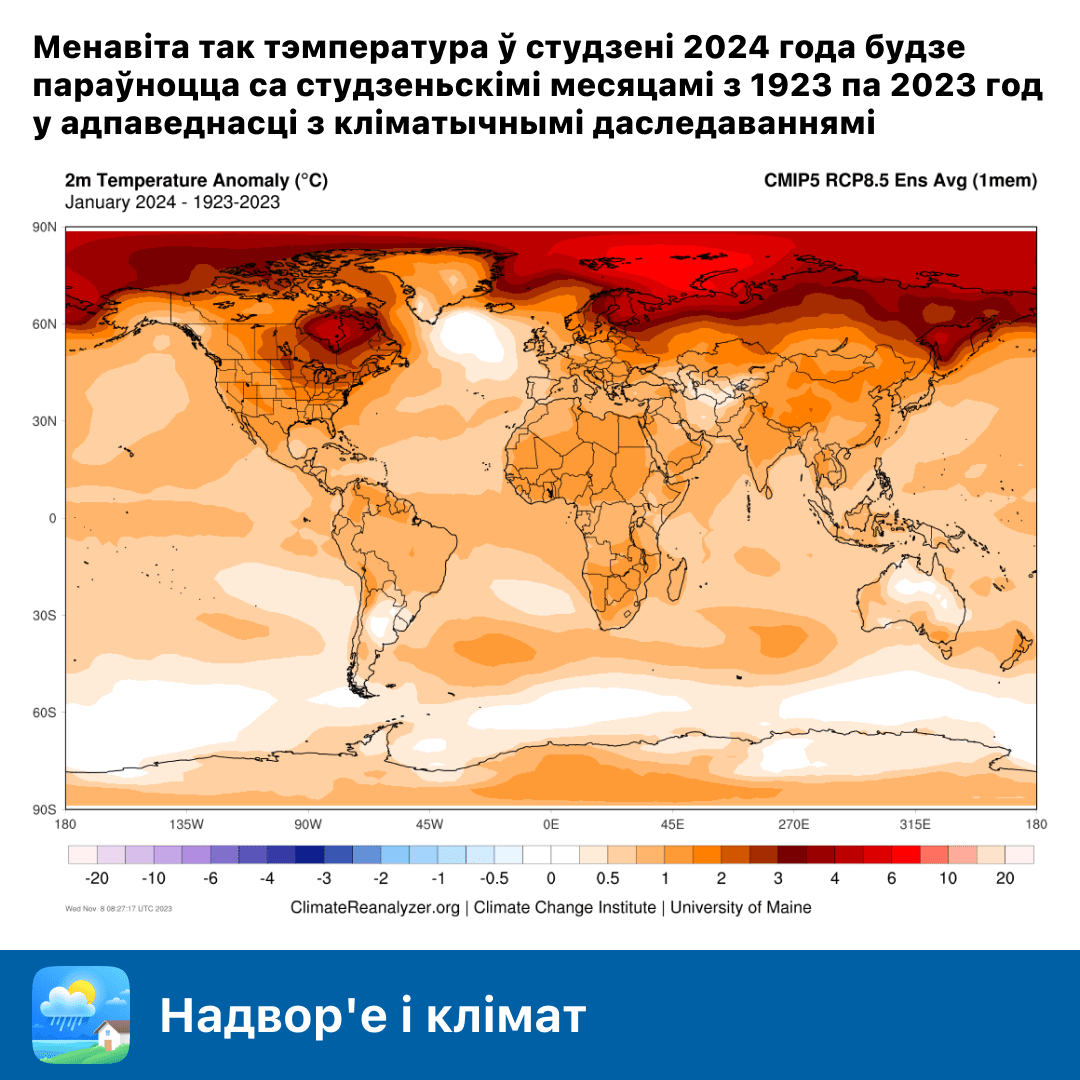 Менавіта так тэмпература ў студзені 2024 года будзе
параўноцца са студзеньскімі месяцамі з 1923 па 2023 год
у адпаведнасці з кліматычнымі даследаваннямі
2m Temperature Anomaly (°C)
CMIP5 RCP8.5 Ens Avg (1mem)
January 2024 - 1923-2023
90N
60N
30N
0
30S
60S
90S
180 135W 90W 45W 0E 45E 270E 315E 180
-20 -10 -6 -4 -3 -2 -1 -0.5 0 0.5 1 2 3 4 6 10 20
Wed Nov 8 08:27:17 UTC 2023
ClimateReanalyzer.org | Climate Change Institute | University of Maine
Надвор'е і клімат